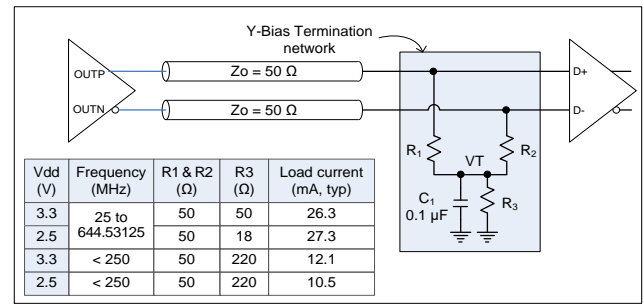 Y-Bias Termination
network
OUTP
OUTN
Zo = 50 Ω
Zo = 50 Ω
D+
D-
R1
R2
VT
C1
0.1 µF
R3
Vdd (V) Frequency (MHz) R1 & R2 (Ω) R3 (Ω) Load current (mA, typ)
3.3 25 to 644.53125 50 50 26.3
2.5 50 18 27.3
3.3 < 250 50 220 12.1
2.5 < 250 50 220 10.5